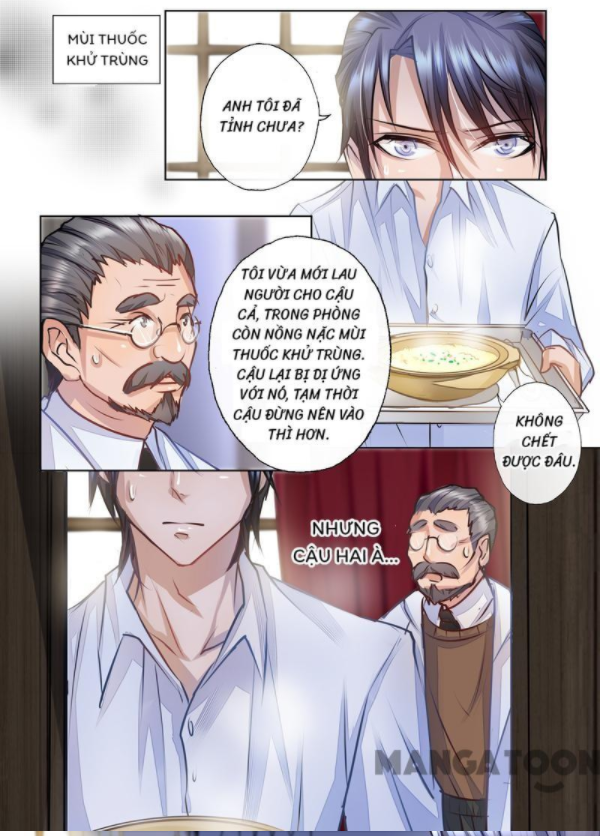 MÙI THUỐC
KHỬ TRÙNG
ANH TÔI ĐÃ
TỈNH CHƯA?
TÔI VỪA MỚI LAU
NGƯỜI CHO CẬU
CẢ, TRONG PHÒNG
CÒN NỒNG NẶC MÙI
THUỐC KHỬ TRÙNG.
CẬU LẠI BỊ DỊ ỨNG
VỚI NÓ, TẠM THỜI
CẬU ĐỪNG NÊN VÀO
THÌ HƠN.
KHÔNG
CHẾT
ĐƯỢC ĐÂU.
NHƯNG
CẬU HAI À...
MANGATOON